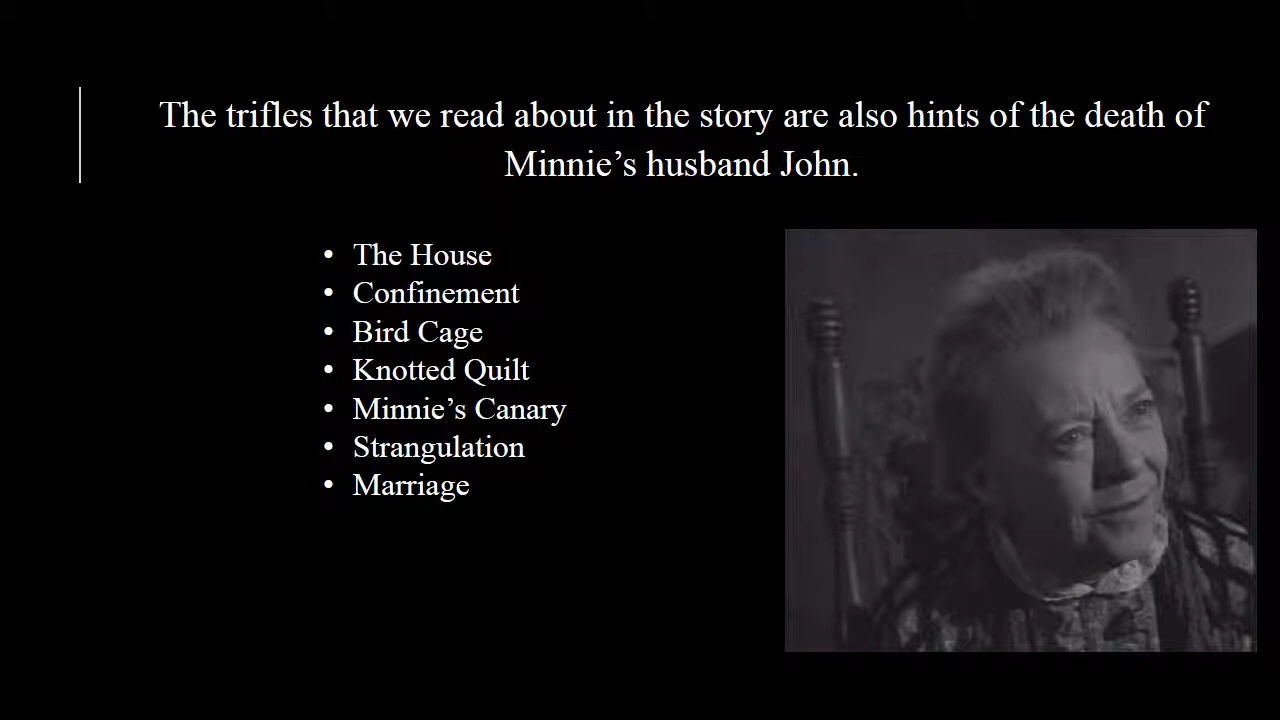 The trifles that we read about in the story are also hints of the death of
Minnie’s husband John.
• The House
• Confinement
• Bird Cage
• Knotted Quilt
• Minnie’s Canary
• Strangulation
• Marriage